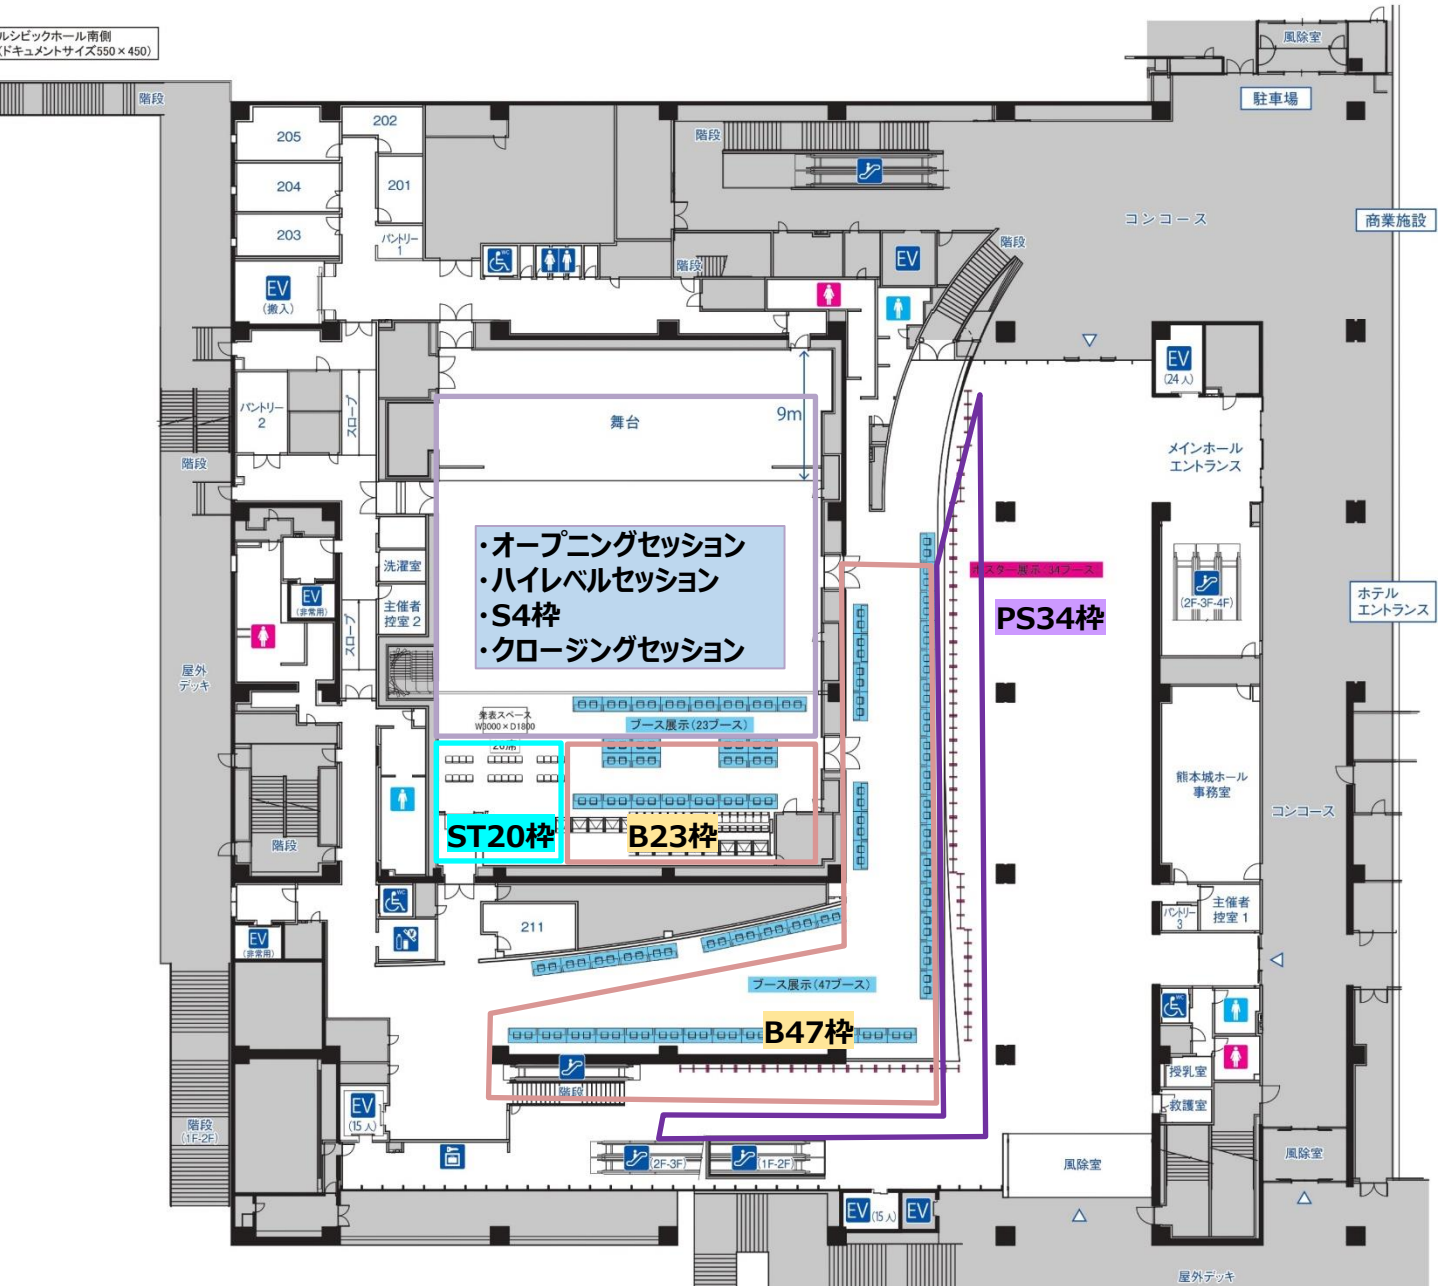 ルシビックホール南側
(ドキュメントサイズ550×450)
階段
風除室
駐車場
205
202
階段
204
201
コンコース
商業施設
203
パントリー
1
階段
階段
WC
EV
EV
(搬入)
EV
(24人)
パントリー
2
スロープ
舞台
9m
メインホール
エントランス
階段
・オープニングセッション
・ハイレベルセッション
・S4枠
・クロージングセッション
洗濯室
主催者
控室 2
EV
(非常用)
スロープ
ポスター展示:34ブース
PS34枠
(2F-3F-4F)
ホテル
エントランス
屋外
デッキ
発表スペース
W3000×D1800
20席
ブース展示(23ブース)
熊本城ホール
事務室
コンコース
ST20枠
B23枠
階段
WC
211
EV
(非常用)
パントリー
3
主催者
控室 1
ブース展示(47ブース)
B47枠
WC
階段
授乳室
救護室
EV
(15人)
階段
(1F-2F)
(2F-3F)
(1F-2F)
風除室
風除室
EV
(15人)
EV
屋外デッキ